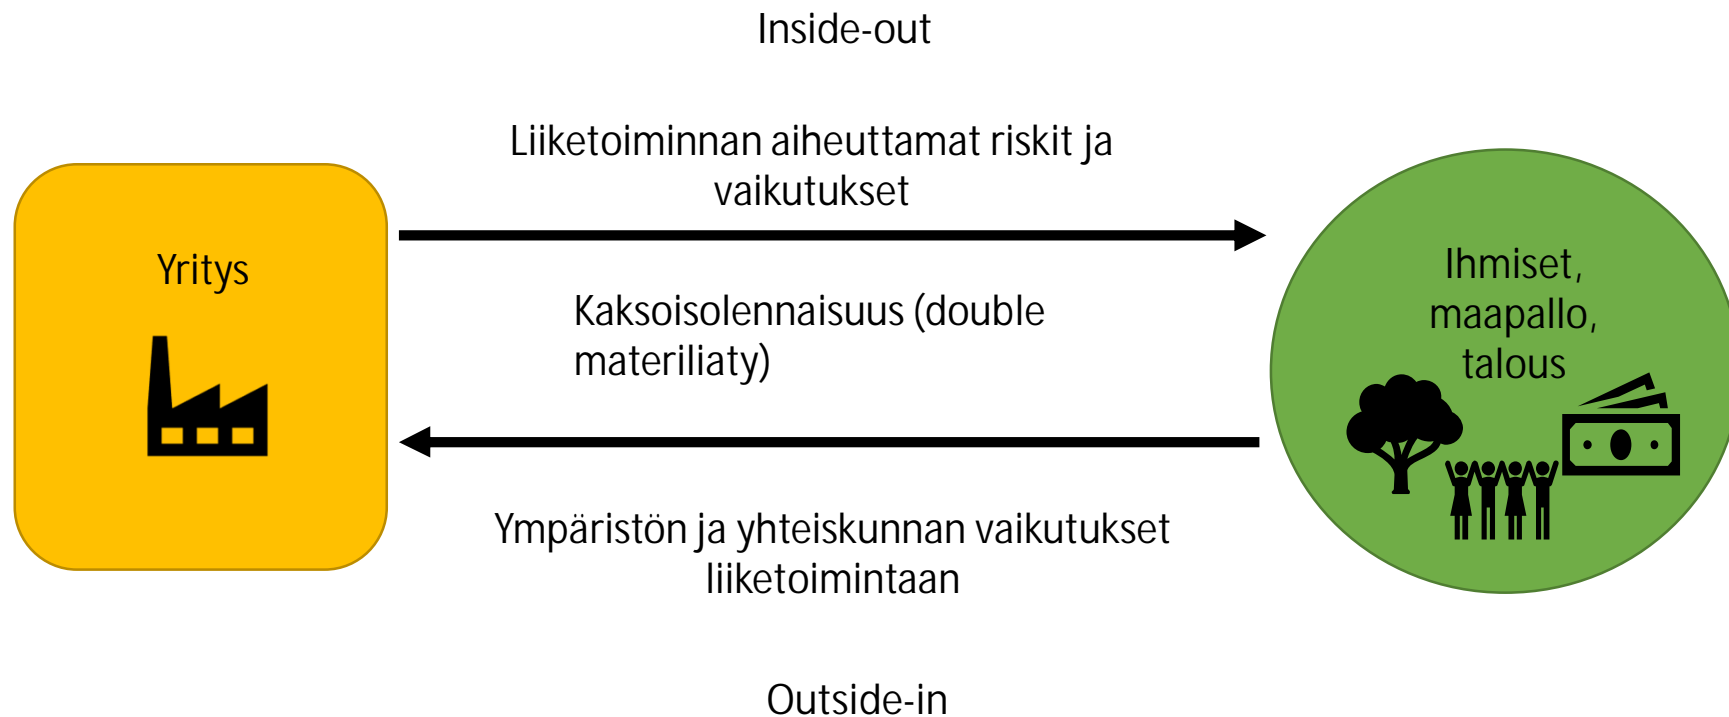 Inside-out
Liiketoiminnan aiheuttamat riskit ja
vaikutukset
Yritys
Kaksoisolennaisuus (double
materiliaty)
Ihmiset,
maapallo,
talous
Ympäristön ja yhteiskunnan vaikutukset
liiketoimintaan
Outside-in